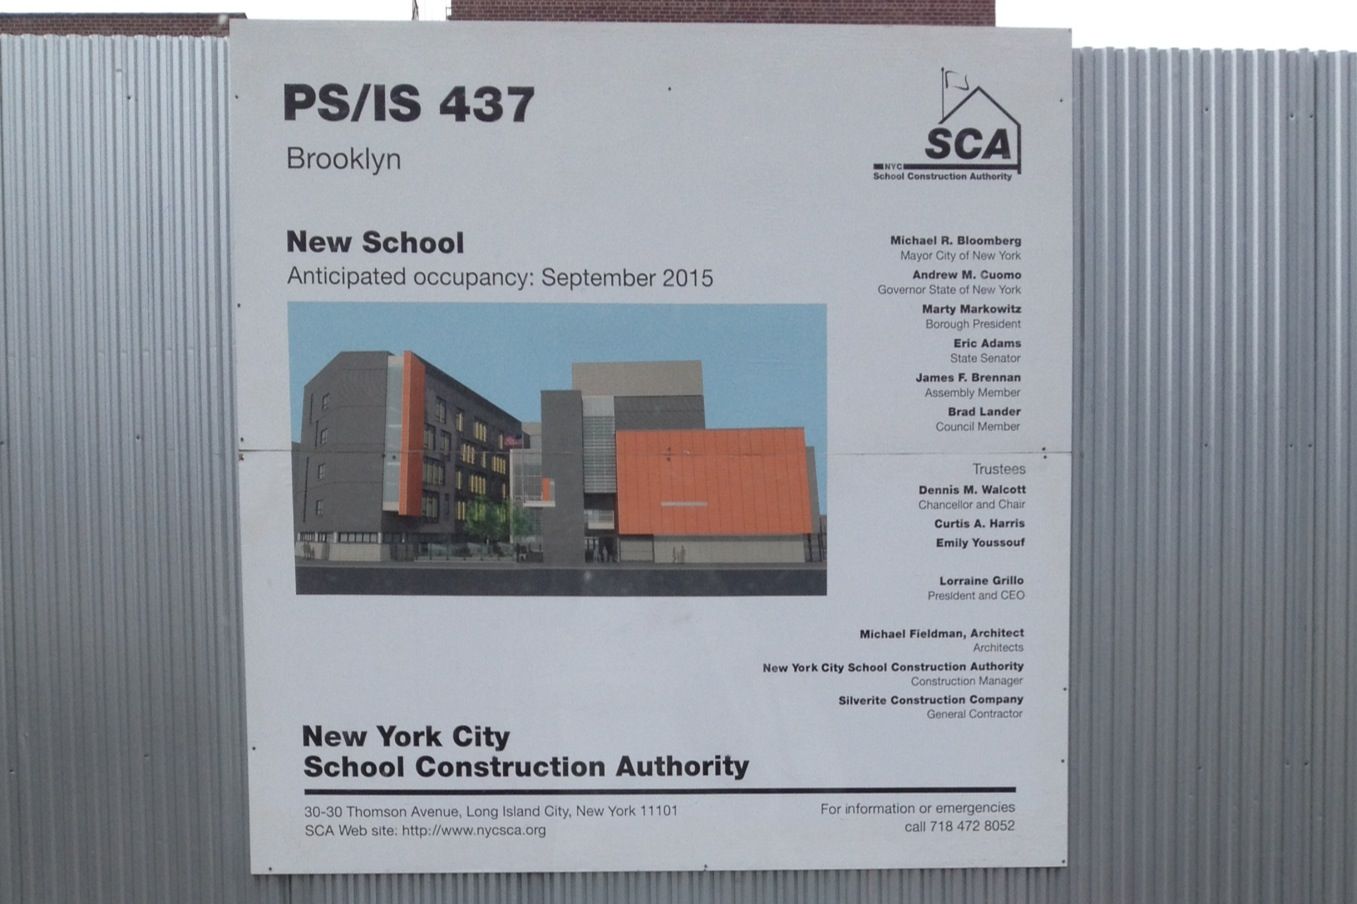 PS/IS 437
Brooklyn
New School
Anticipated occupancy: September 2015
SCA
NYC
School Construction Authority
Michael R. Bloomberg
Mayor City of New York
Andrew M. Cuomo
Governor State of New York
Marty Markowitz
Borough President
Eric Adams
State Senator
James F. Brennan
Assembly Member
Brad Lander
Council Member
Trustees
Dennis M. Walcott
Chancellor and Chair
Curtis A. Harris
Emily Youssouf
Lorraine Grillo
President and CEO
Michael Fieldman, Architect
Architects
New York City School Construction Authority
Construction Manager
Silverite Construction Company
General Contractor
New York City
School Construction Authority
30-30 Thomson Avenue, Long Island City, New York 11101
SCA Web site: http://www.nycsca.org
For information or emergencies
call 718 472 8052